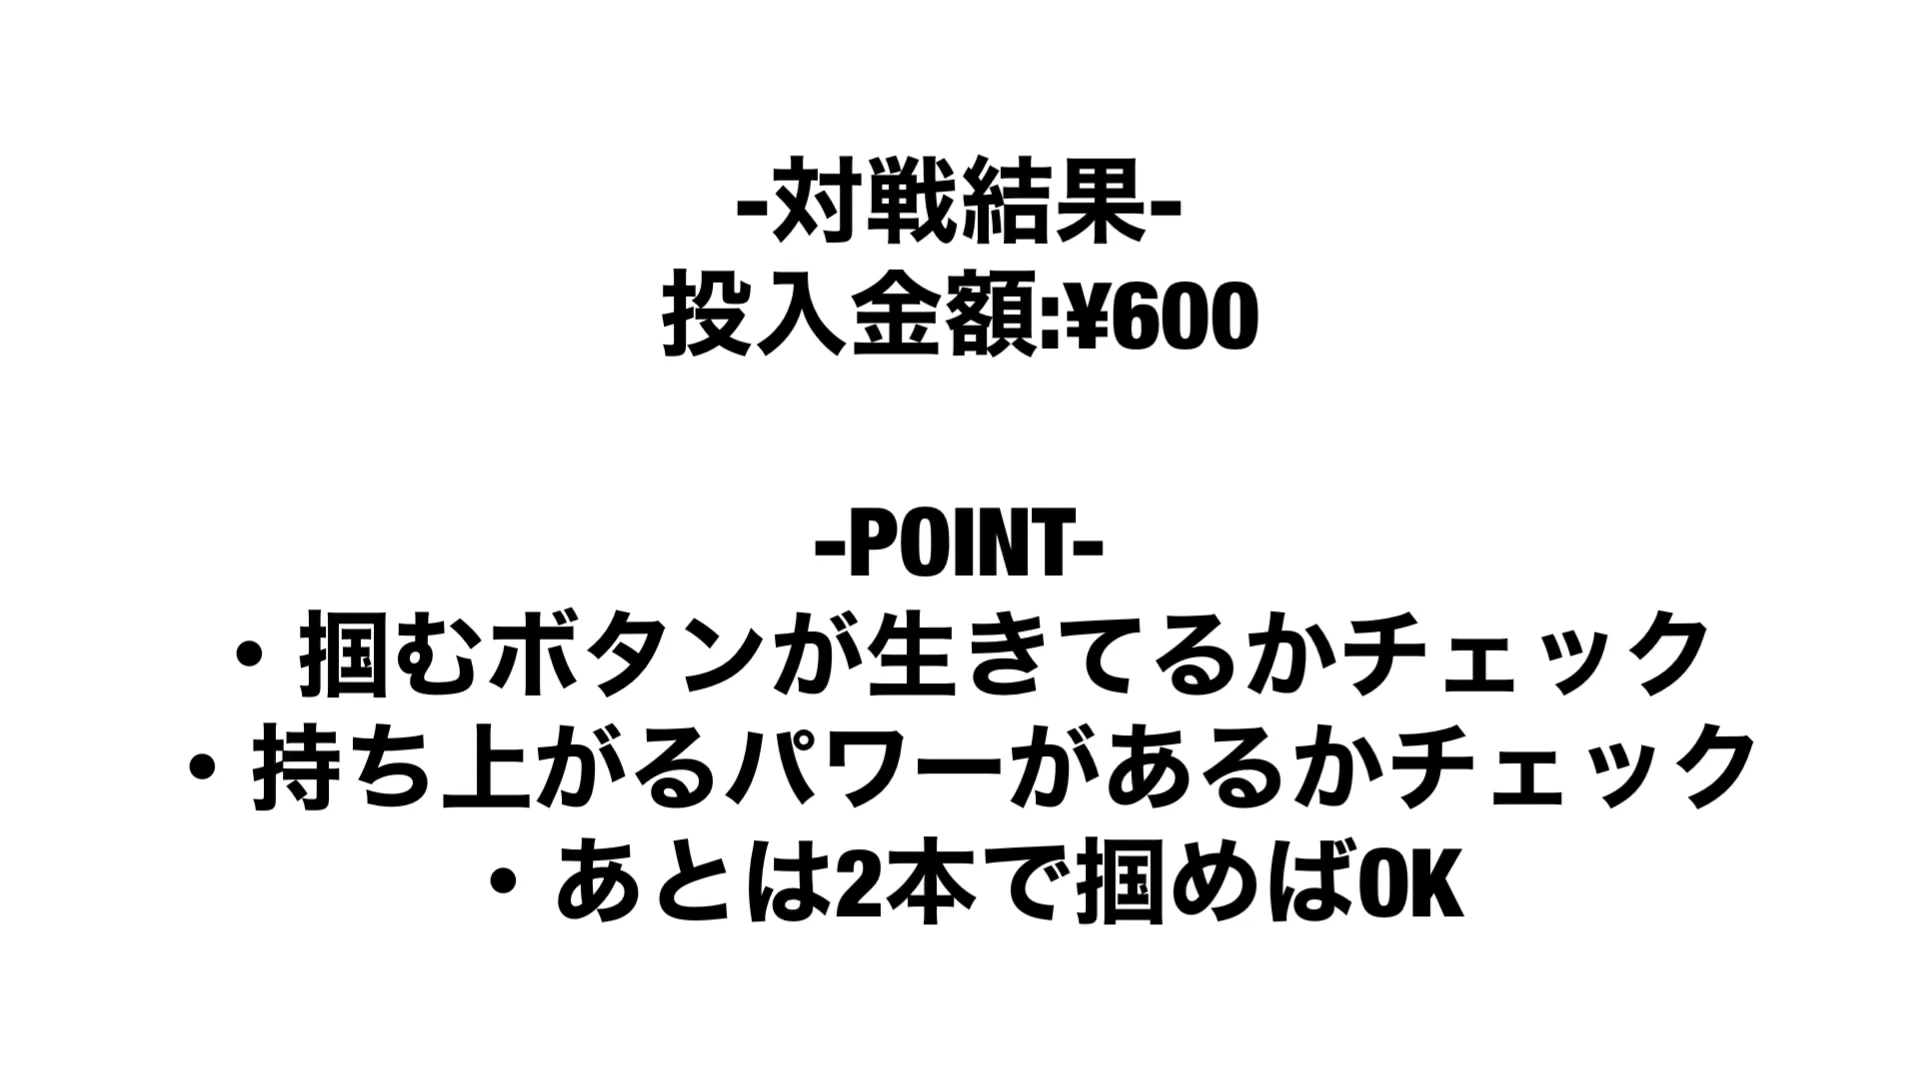 -対戦結果-
投入金額:¥600
-POINT-
・掴むボタンが生きてるかチェック
・持ち上がるパワーがあるかチェック
・あとは2本で掴めばOK